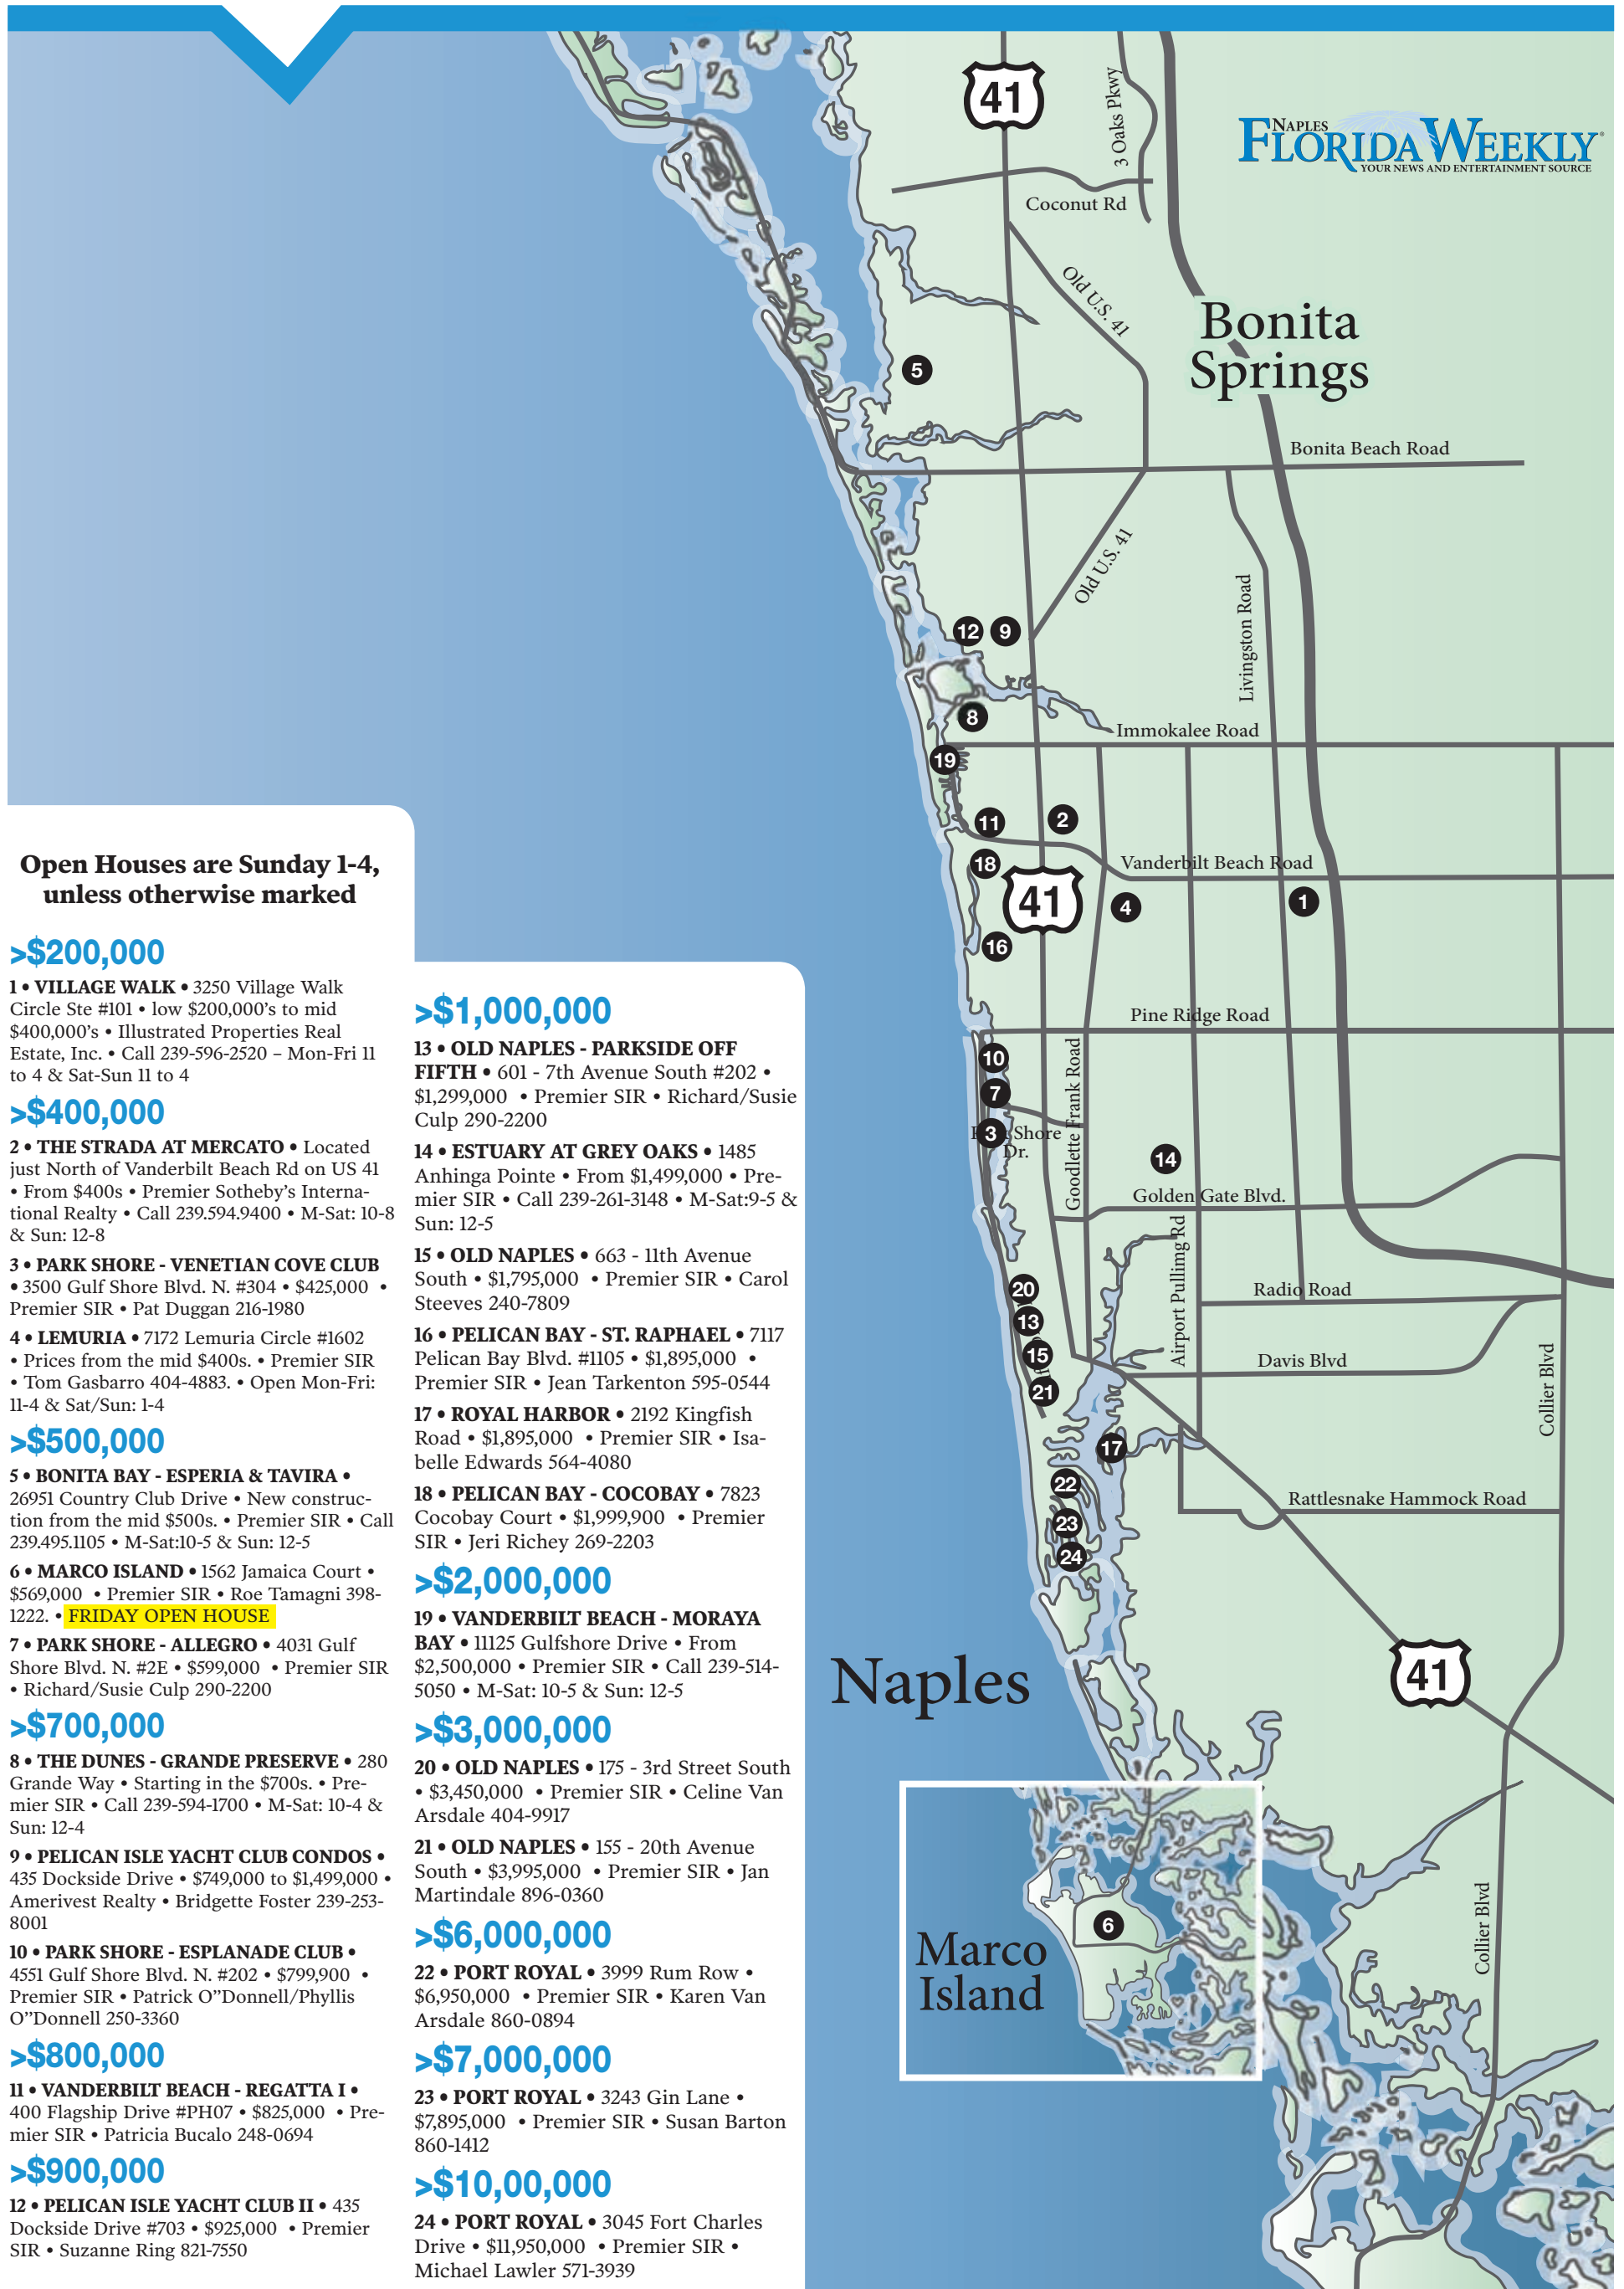 41
3 Oaks Pkwy
NAPLES
FLORIDA WEEKLY®
YOUR NEWS AND ENTERTAINMENT SOURCE
Coconut Rd
Old U.S. 41
Bonita
Springs
5
Bonita Beach Road
Old U.S. 41
Livingston Road
12
9
8
Immokalee Road
19
11
2
Vanderbilt Beach Road
18
41
4
1
16
Pine Ridge Road
10
7
Goodlette Frank Road
3
Shore
Dr.
14
Golden Gate Blvd.
Airport Pulling Rd
20
Radio Road
13
15
Davis Blvd
Collier Blvd
21
17
22
Rattlesnake Hammock Road
23
24
41
Naples
Marco
Island
6
Collier Blvd
Open Houses are Sunday 1-4,
unless otherwise marked
>$200,000
1 • VILLAGE WALK • 3250 Village Walk
Circle Ste #101 • low $200,000's to mid
$400,000's • Illustrated Properties Real
Estate, Inc. • Call 239-596-2520 – Mon-Fri 11
to 4 & Sat-Sun 11 to 4
>$400,000
2 • THE STRADA AT MERCATO • Located
just North of Vanderbilt Beach Rd on US 41
• From $400s • Premier Sotheby's Interna-
tional Realty • Call 239.594.9400 • M-Sat: 10-8
& Sun: 12-8
3 • PARK SHORE - VENETIAN COVE CLUB
• 3500 Gulf Shore Blvd. N. #304 • $425,000 •
Premier SIR • Pat Duggan 216-1980
4 • LEMURIA • 7172 Lemuria Circle #1602
• Prices from the mid $400s. • Premier SIR
• Tom Gasbarro 404-4883. • Open Mon-Fri:
11-4 & Sat/Sun: 1-4
>$500,000
5 • BONITA BAY - ESPERIA & TAVIRA •
26951 Country Club Drive • New construc-
tion from the mid $500s. • Premier SIR • Call
239.495.1105 • M-Sat:10-5 & Sun: 12-5
6 • MARCO ISLAND • 1562 Jamaica Court •
$569,000 • Premier SIR • Roe Tamagni 398-
1222. • FRIDAY OPEN HOUSE
7 • PARK SHORE - ALLEGRO • 4031 Gulf
Shore Blvd. N. #2E • $599,000 • Premier SIR
• Richard/Susie Culp 290-2200
>$700,000
8 • THE DUNES - GRANDE PRESERVE • 280
Grande Way • Starting in the $700s. • Pre-
mier SIR • Call 239-594-1700 • M-Sat: 10-4 &
Sun: 12-4
9 • PELICAN ISLE YACHT CLUB CONDOS •
435 Dockside Drive • $749,000 to $1,499,000 •
Amerivest Realty • Bridgette Foster 239-253-
8001
10 • PARK SHORE - ESPLANADE CLUB •
4551 Gulf Shore Blvd. N. #202 • $799,900 •
Premier SIR • Patrick O"Donnell/Phyllis
O"Donnell 250-3360
>$800,000
11 • VANDERBILT BEACH - REGATTA I •
400 Flagship Drive #PH07 • $825,000 • Pre-
mier SIR • Patricia Bucalo 248-0694
>$900,000
12 • PELICAN ISLE YACHT CLUB II • 435
Dockside Drive #703 • $925,000 • Premier
SIR • Suzanne Ring 821-7550
>$1,000,000
13 • OLD NAPLES - PARKSIDE OFF
FIFTH • 601 - 7th Avenue South #202 •
$1,299,000 • Premier SIR • Richard/Susie
Culp 290-2200
14 • ESTUARY AT GREY OAKS • 1485
Anhinga Pointe • From $1,499,000 • Pre-
mier SIR • Call 239-261-3148 • M-Sat:9-5 &
Sun: 12-5
15 • OLD NAPLES • 663 - 11th Avenue
South • $1,795,000 • Premier SIR • Carol
Steeves 240-7809
16 • PELICAN BAY - ST. RAPHAEL • 7117
Pelican Bay Blvd. #1105 • $1,895,000 •
Premier SIR • Jean Tarkenton 595-0544
17 • ROYAL HARBOR • 2192 Kingfish
Road • $1,895,000 • Premier SIR • Isa-
belle Edwards 564-4080
18 • PELICAN BAY - COCOBAY • 7823
Cocobay Court • $1,999,900 • Premier
SIR • Jeri Richey 269-2203
>$2,000,000
19 • VANDERBILT BEACH - MORAYA
BAY • 11125 Gulfshore Drive • From
$2,500,000 • Premier SIR • Call 239-514-
5050 • M-Sat: 10-5 & Sun: 12-5
>$3,000,000
20 • OLD NAPLES • 175 - 3rd Street South
• $3,450,000 • Premier SIR • Celine Van
Arsdale 404-9917
21 • OLD NAPLES • 155 - 20th Avenue
South • $3,995,000 • Premier SIR • Jan
Martindale 896-0360
>$6,000,000
22 • PORT ROYAL • 3999 Rum Row •
$6,950,000 • Premier SIR • Karen Van
Arsdale 860-0894
>$7,000,000
23 • PORT ROYAL • 3243 Gin Lane •
$7,895,000 • Premier SIR • Susan Barton
860-1412
>$10,00,000
24 • PORT ROYAL • 3045 Fort Charles
Drive • $11,950,000 • Premier SIR •
Michael Lawler 571-3939